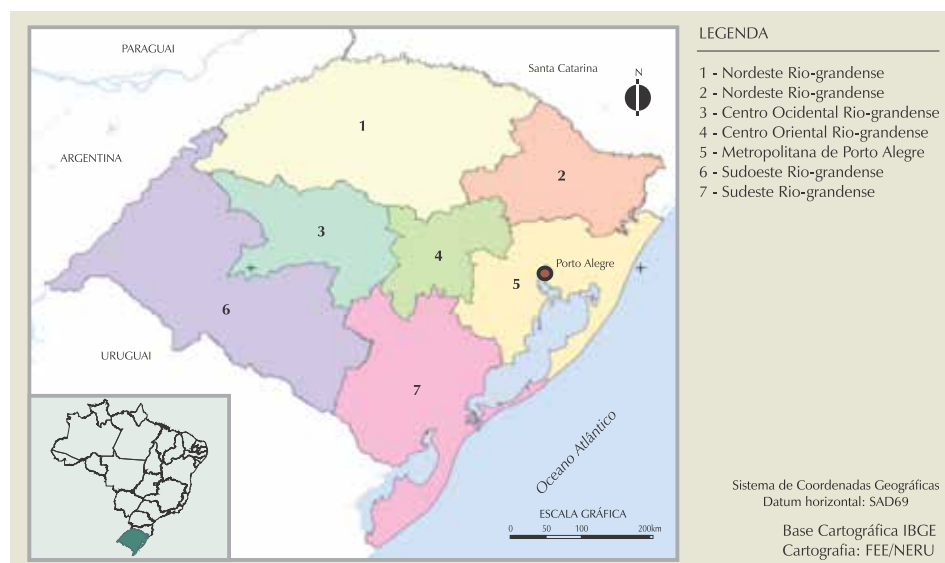 PARAGUAI
Santa Catarina
N
ARGENTINA
1
2
3
4
Porto Alegre
5
6
URUGUAI
7
Oceano Atlântico
ESCALA GRÁFICA
0 50 100 200km
LEGENDA
1 - Nordeste Rio-grandense
2 - Nordeste Rio-grandense
3 - Centro Ocidental Rio-grandense
4 - Centro Oriental Rio-grandense
5 - Metropolitana de Porto Alegre
6 - Sudoeste Rio-grandense
7 - Sudeste Rio-grandense
Sistema de Coordenadas Geográficas
Datum horizontal: SAD69
Base Cartográfica IBGE
Cartografia: FEE/NERU